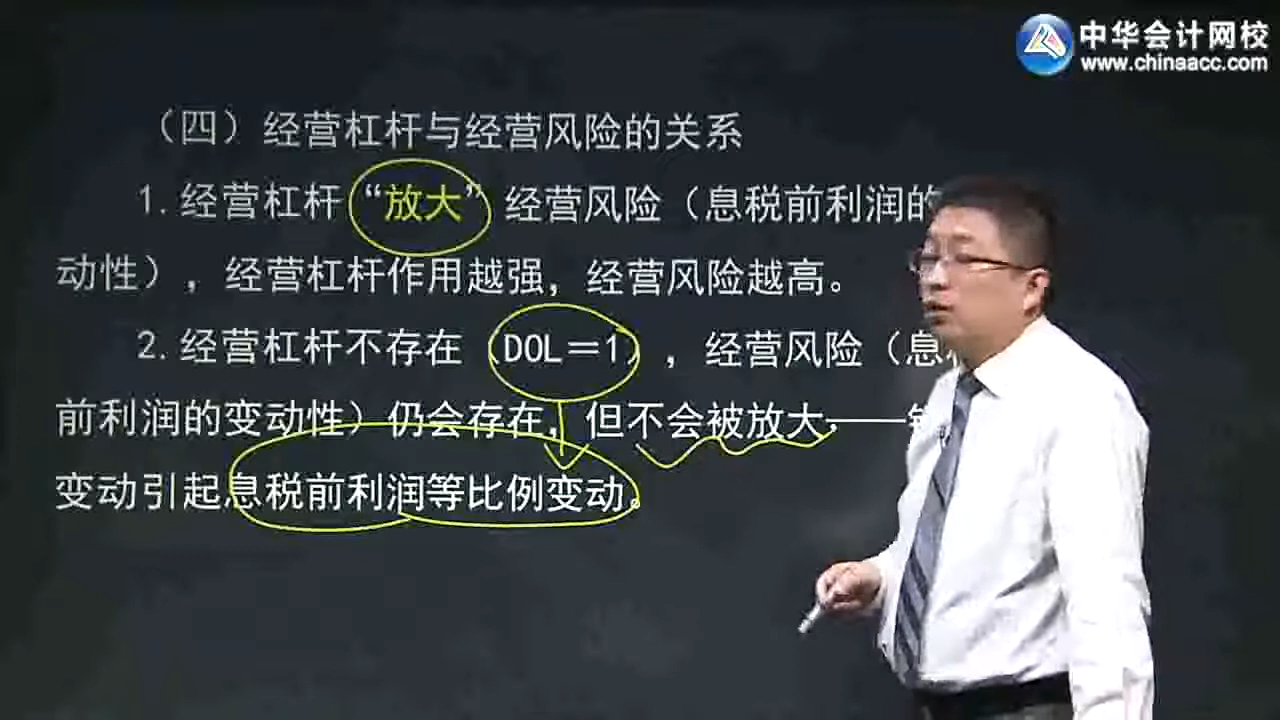 中华会计网校
www.chinaacc.com
（四）经营杠杆与经营风险的关系
1.经营杠杆“放大”经营风险（息税前利润的
动性），经营杠杆作用越强，经营风险越高。
2.经营杠杆不存在（DOL＝1），经营风险（息
前利润的变动性）仍会存在，但不会被放大，——
变动引起息税前利润等比例变动。